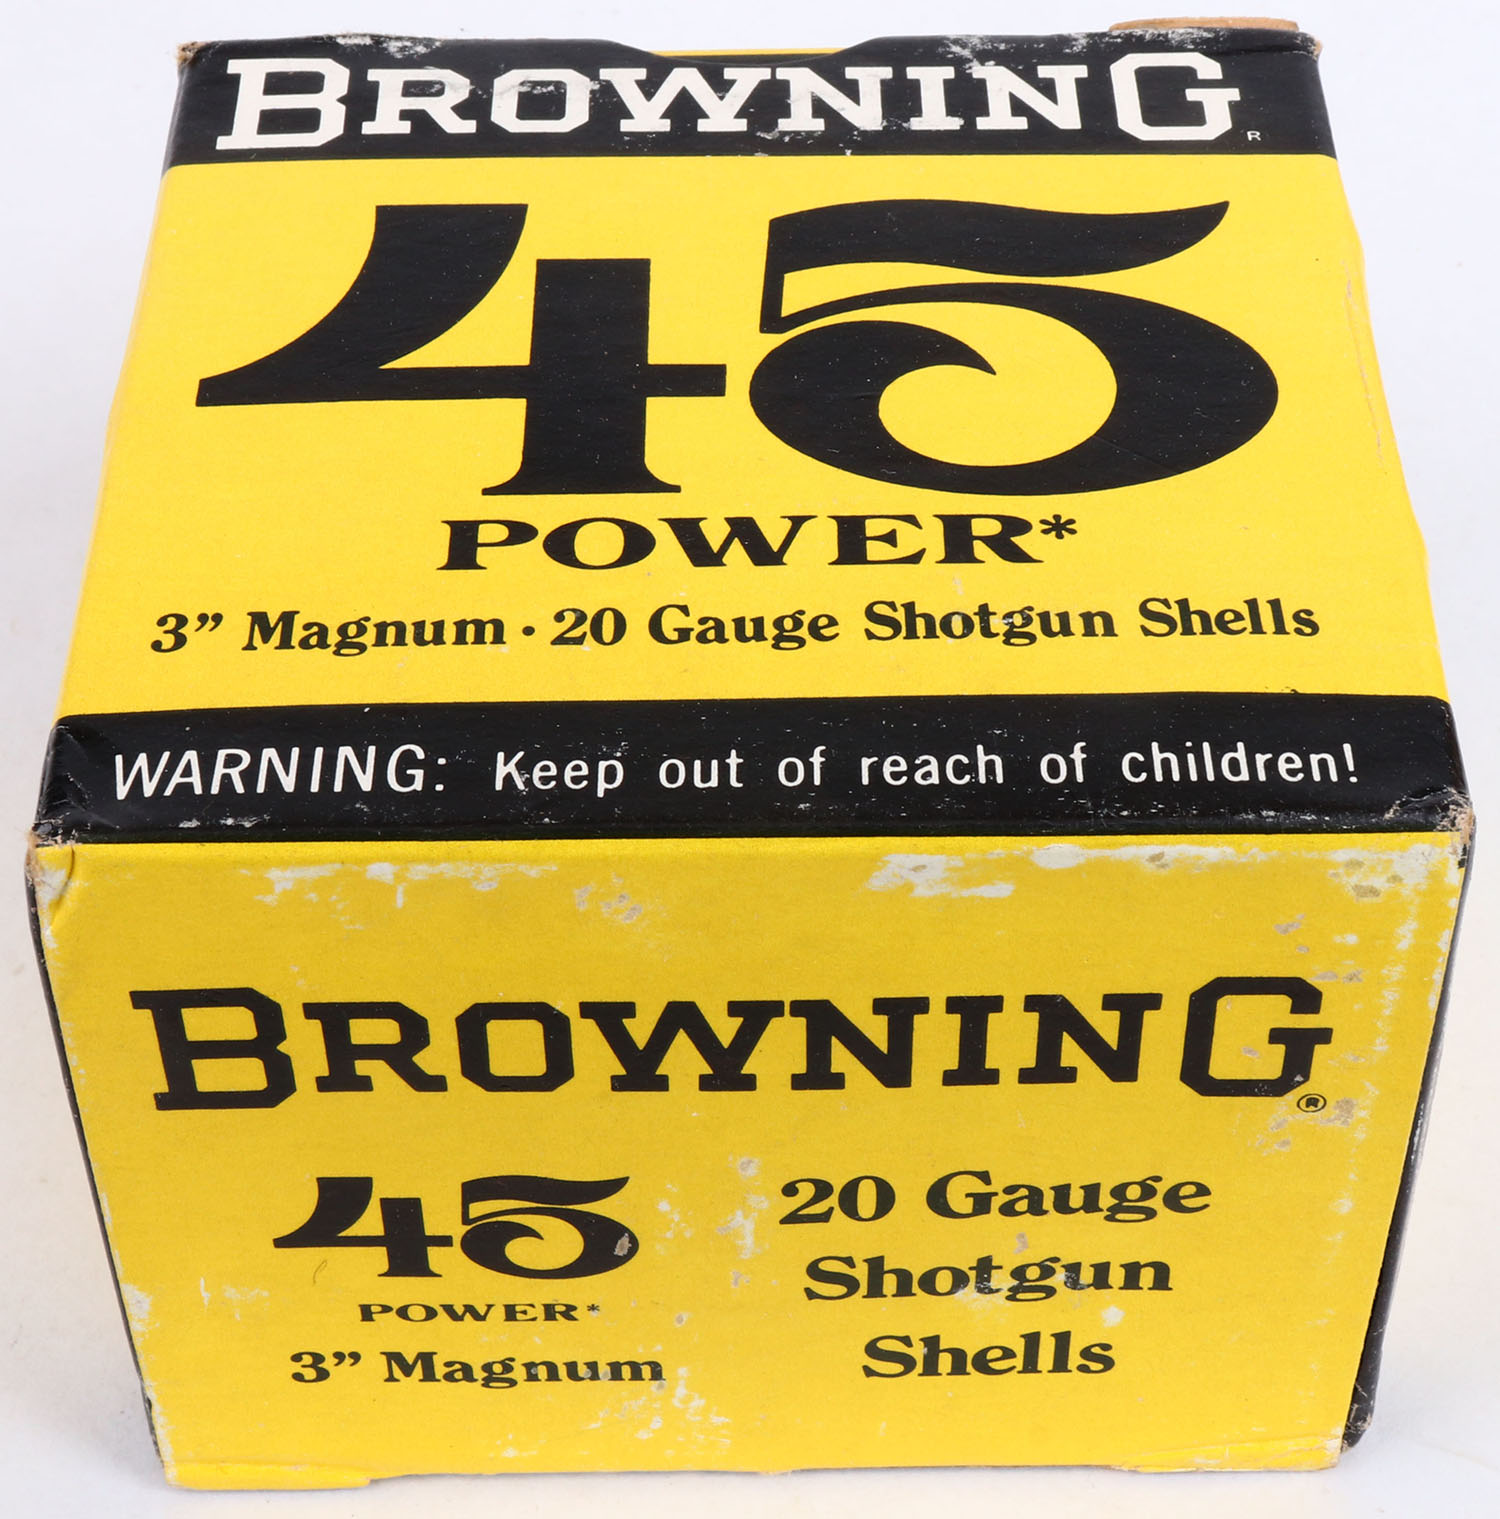 BROWNING
R
45
POWER*
3” Magnum · 20 Gauge Shotgun Shells
WARNING: Keep out of reach of children!
BROWNING®
45
POWER*
3” Magnum
20 Gauge
Shotgun
Shells